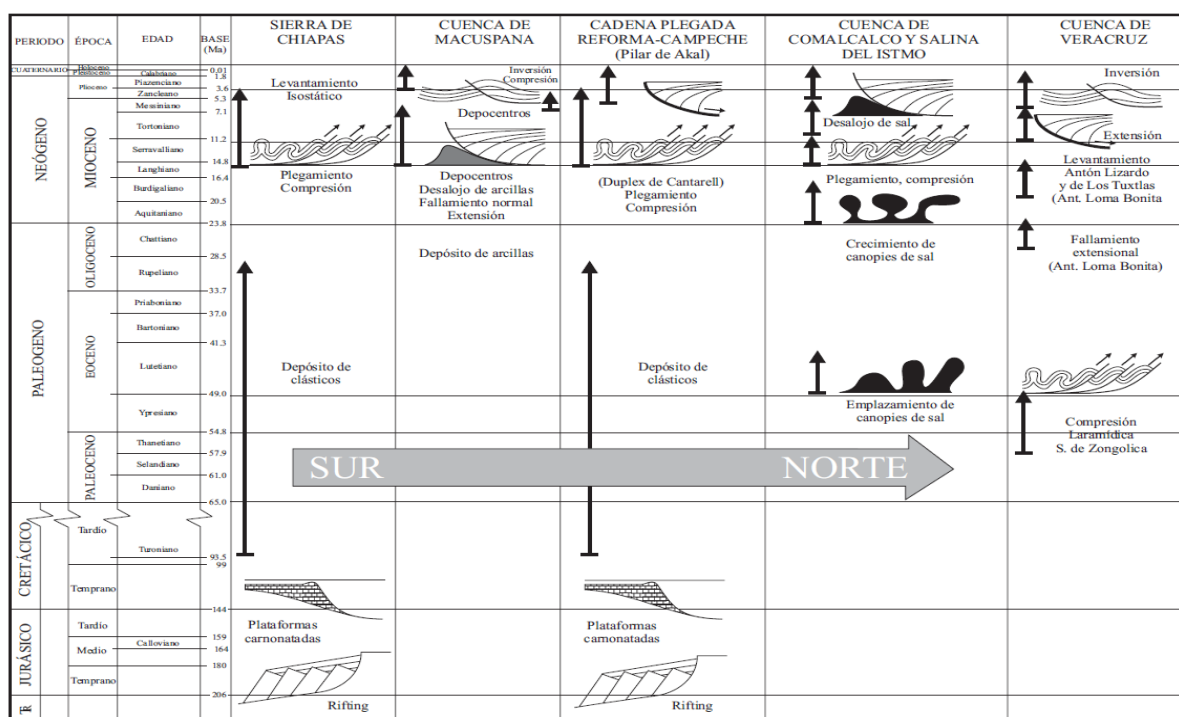 PERIODO
ÉPOCA
EDAD
BASE
(Ma)
SIERRA DE
CHIAPAS
CUENCA DE
MACUSPANA
CADENA PLEGADA
REFORMA-CAMPECHE
(Pilar de Akal)
CUENCA DE
COMALCALCO Y SALINA
DEL ISTMO
CUENCA DE
VERACRUZ
CUATERNARIO
Holoceno
Pleistoceno
Calabriano
0.01
1.8
Plioceno
Piazenciano
3.6
Zancleano
5.3
NEÓGENO
MIOCENO
Messiniano
7.1
Tortoniano
11.2
Serravalliano
14.8
Langhiano
16.4
Burdigaliano
20.5
Aquitaniano
23.8
PALEOGENO
OLIGOCENO
Chattiano
28.5
Rupeliano
33.7
EOCENO
Priaboniano
37.0
Bartoniano
41.3
Lutetiano
49.0
Ypresiano
54.8
PALEOCENO
Thanetiano
57.9
Selandiano
61.0
Daniano
65.0
CRETÁCICO
Tardío
Turoniano
93.5
99
Temprano
144
JURÁSICO
Tardío
159
Medio
Calloviano
164
180
Temprano
206
TR
Levantamiento
Isostático
Plegamiento
Compresión
Depósito de
clásticos
Plataformas
carnonatadas
Rifting
Inversión
Compresión
Depocentros
Depocentros
Desalojo de arcillas
Fallamiento normal
Extensión
Depósito de arcillas
(Duplex de Cantarell)
Plegamiento
Compresión
Depósito de
clásticos
Plataformas
carnonatadas
Rifting
Desalojo de sal
Plegamiento, compresión
Crecimiento de
canopies de sal
Emplazamiento de
canopies de sal
Inversión
Extensión
Levantamiento
Antón Lizardo
y de Los Tuxtlas
(Ant. Loma Bonita
Fallamiento
extensional
(Ant. Loma Bonita)
Compresión
Laramídica
S. de Zongolica
SUR
NORTE